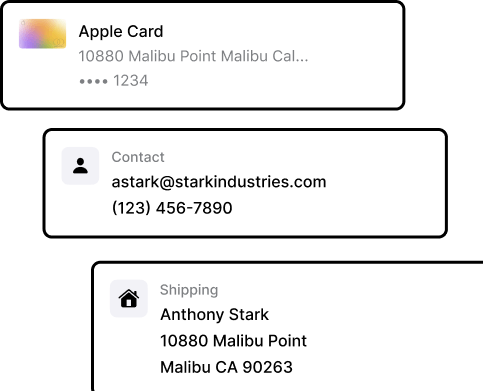 Apple Card
10880 Malibu Point Malibu Cal...
•••• 1234
Contact
astark@starkindustries.com
(123) 456-7890
Shipping
Anthony Stark
10880 Malibu Point
Malibu CA 90263